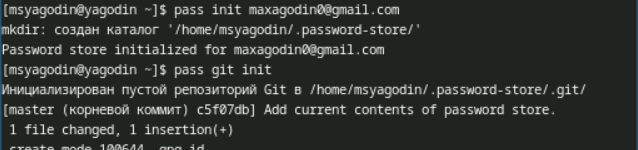 [msyagodin@yagodin ~]$ pass init maxagodin0@gmail.com
mkdir: создан каталог '/home/msyagodin/.password-store/'
Password store initialized for maxagodin0@gmail.com
[msyagodin@yagodin ~]$ pass git init
Инициализирован пустой репозиторий Git в /home/msyagodin/.password-store/.git/
[master (корневой коммит) c5f07db] Add current contents of password store.
1 file changed, 1 insertion(+)
create mode 100644 .gpg-id